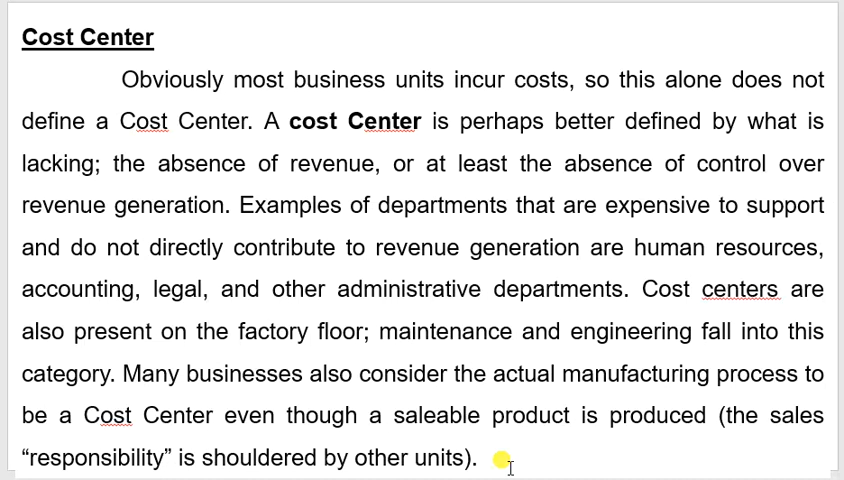 Cost Center
Obviously most business units incur costs, so this alone does not
define a Cost Center. A cost Center is perhaps better defined by what is
lacking; the absence of revenue, or at least the absence of control over
revenue generation. Examples of departments that are expensive to support
and do not directly contribute to revenue generation are human resources,
accounting, legal, and other administrative departments. Cost centers are
also present on the factory floor; maintenance and engineering fall into this
category. Many businesses also consider the actual manufacturing process to
be a Cost Center even though a saleable product is produced (the sales
“responsibility” is shouldered by other units).